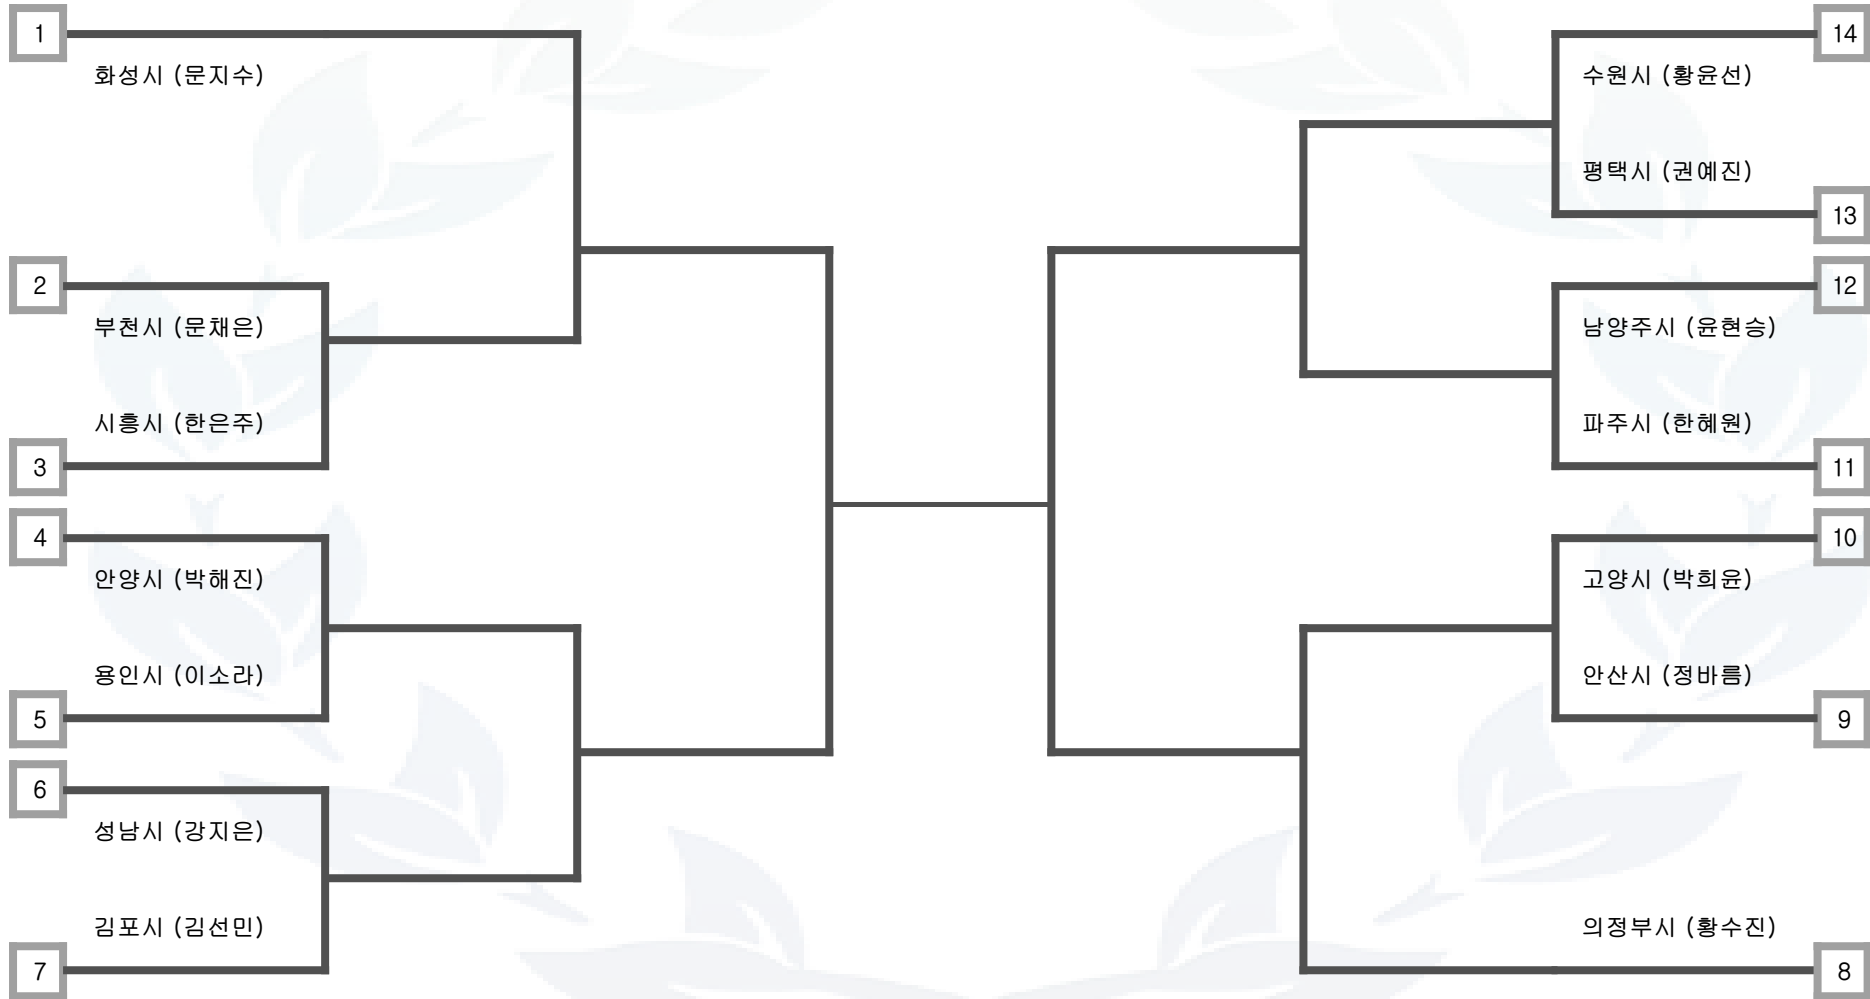 1
화성시 (문지수)
2
부천시 (문채은)
시흥시 (한은주)
3
4
안양시 (박해진)
용인시 (이소라)
5
6
성남시 (강지은)
김포시 (김선민)
7
14
수원시 (황윤선)
평택시 (권예진)
13
12
남양주시 (윤현승)
파주시 (한혜원)
11
10
고양시 (박희윤)
안산시 (정바름)
9
의정부시 (황수진)
8